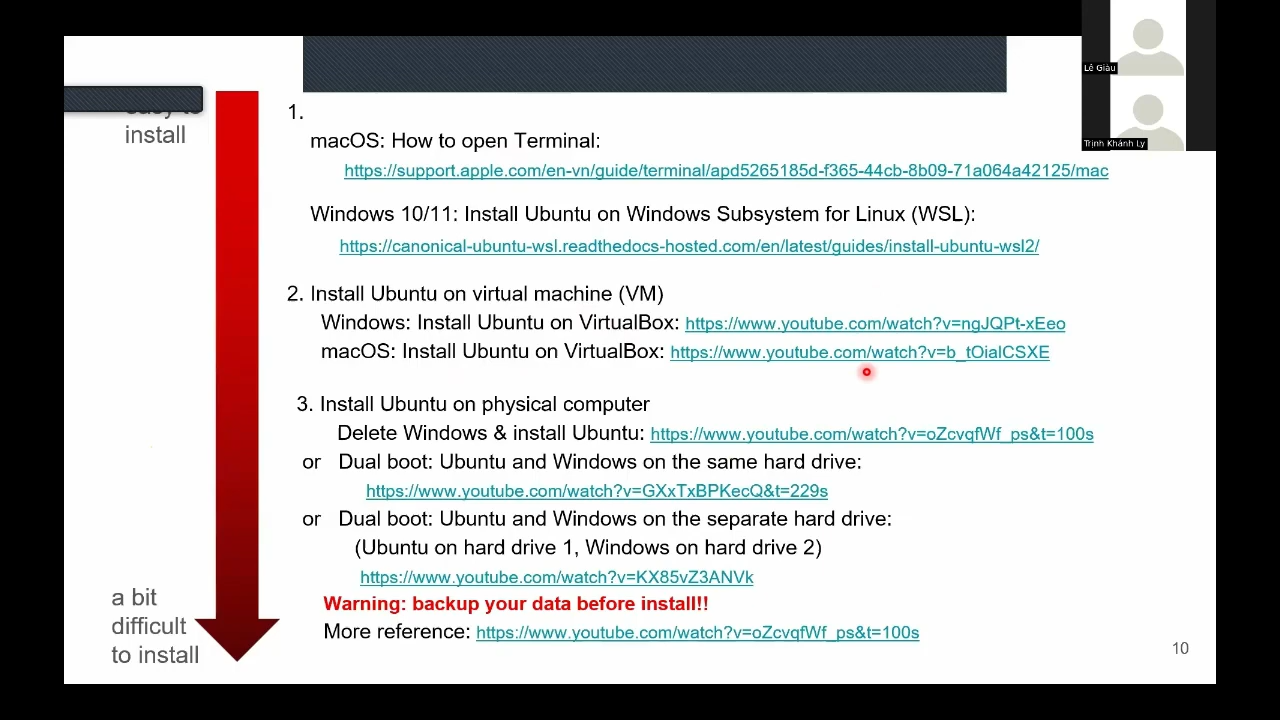 Lê Giàu
Trịnh Khánh Ly
easy to
install
1.
macOS: How to open Terminal:
https://support.apple.com/en-vn/guide/terminal/apd5265185d-f365-44cb-8b09-71a064a42125/mac
Windows 10/11: Install Ubuntu on Windows Subsystem for Linux (WSL):
https://canonical-ubuntu-wsl.readthedocs-hosted.com/en/latest/guides/install-ubuntu-wsl2/
2. Install Ubuntu on virtual machine (VM)
Windows: Install Ubuntu on VirtualBox: https://www.youtube.com/watch?v=ngJQPt-xEeo
macOS: Install Ubuntu on VirtualBox: https://www.youtube.com/watch?v=b_tOialCSXE
3. Install Ubuntu on physical computer
Delete Windows & install Ubuntu: https://www.youtube.com/watch?v=oZcvqfWf_ps&t=100s
or Dual boot: Ubuntu and Windows on the same hard drive:
https://www.youtube.com/watch?v=GXxTxBPKecQ&t=229s
or Dual boot: Ubuntu and Windows on the separate hard drive:
(Ubuntu on hard drive 1, Windows on hard drive 2)
https://www.youtube.com/watch?v=KX85vZ3ANVk
Warning: backup your data before install!!
More reference: https://www.youtube.com/watch?v=oZcvqfWf_ps&t=100s
a bit
difficult
to install
10